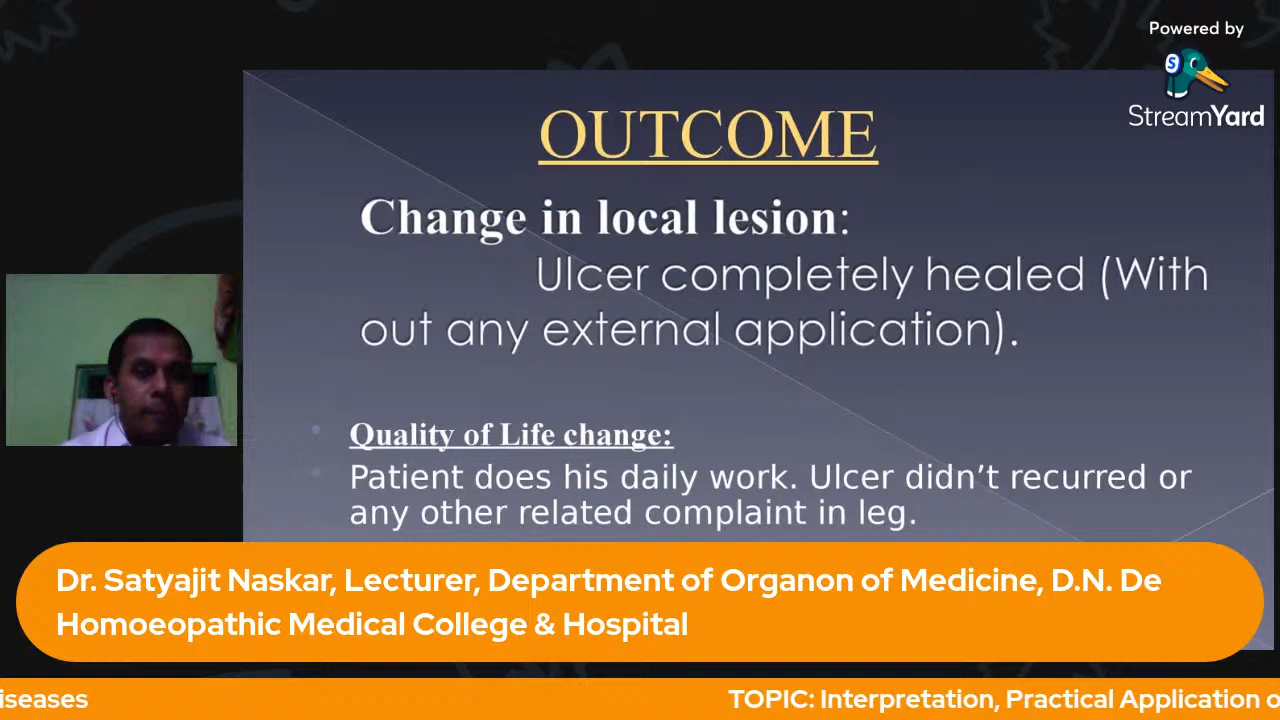 Powered by
StreamYard
OUTCOME
Change in local lesion:
Ulcer completely healed (With
out any external application).
Quality of Life change:
Patient does his daily work. Ulcer didn't recurred or
any other related complaint in leg.
Dr. Satyajit Naskar, Lecturer, Department of Organon of Medicine, D.N. De
Homoeopathic Medical College & Hospital
iseases
TOPIC: Interpretation, Practical Application o